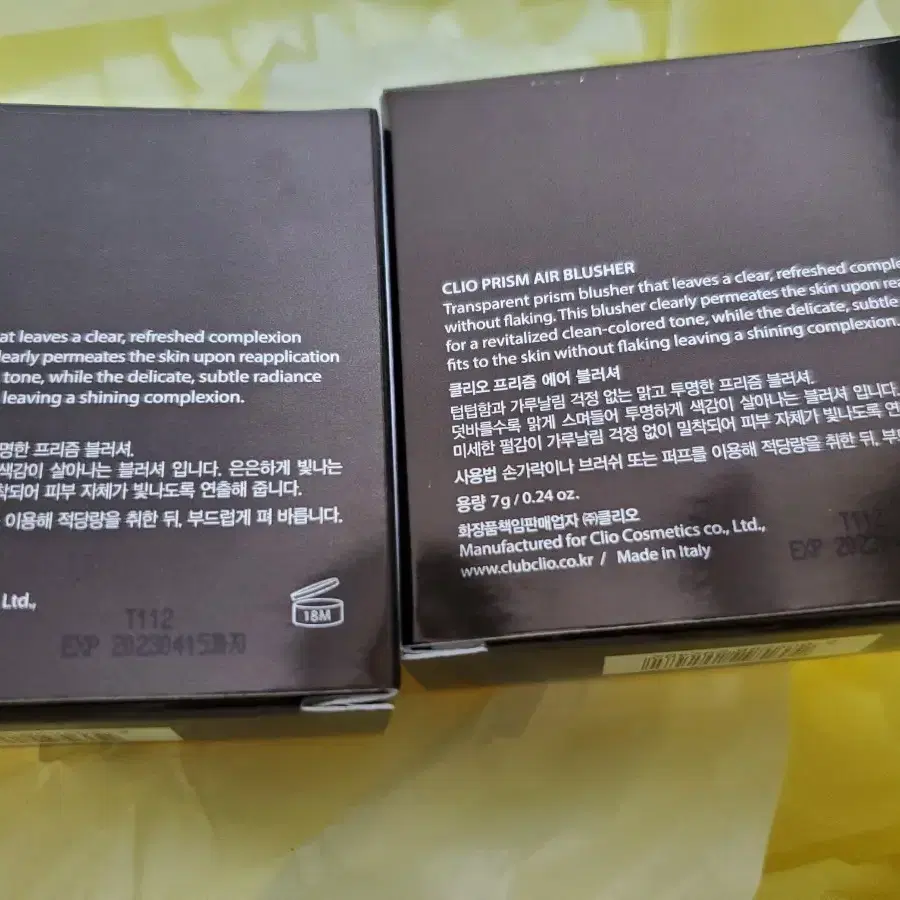 at leaves a clear, refreshed complexion
learly permeates the skin upon reapplication
tone, while the delicate, subtle radiance
leaving a shining complexion.
명한 프리즘 블러셔.
색감이 살아나는 블러셔 입니다. 은은하게 빛나는
착되어 피부 자체가 빛나도록 연출해 줍니다.
이용해 적당량을 취한 뒤, 부드럽게 펴 바릅니다.
Ltd.,
T112
EXP 20230415까지
18M
CLIO PRISM AIR BLUSHER
Transparent prism blusher that leaves a clear, refreshed comple
without flaking. This blusher clearly permeates the skin upon rea
for a revitalized clean-colored tone, while the delicate, subtle
fits to the skin without flaking leaving a shining complexion.
클리오 프리즘 에어 블러셔
텁텁함과 가루날림 걱정 없는 맑고 투명한 프리즘 블러셔.
덧바를수록 맑게 스며들어 투명하게 색감이 살아나는 블러셔 입니다.
미세한 펄감이 가루날림 걱정 없이 밀착되어 피부 자체가 빛나도록 연
사용법 손가락이나 브러쉬 또는 퍼프를 이용해 적당량을 취한 뒤, 부드
용량 7g / 0.24 oz.
화장품책임판매업자 ㈜클리오
Manufactured for Clio Cosmetics co., Ltd.,
www.clubclio.co.kr / Made in Italy
T112
EXP 2023